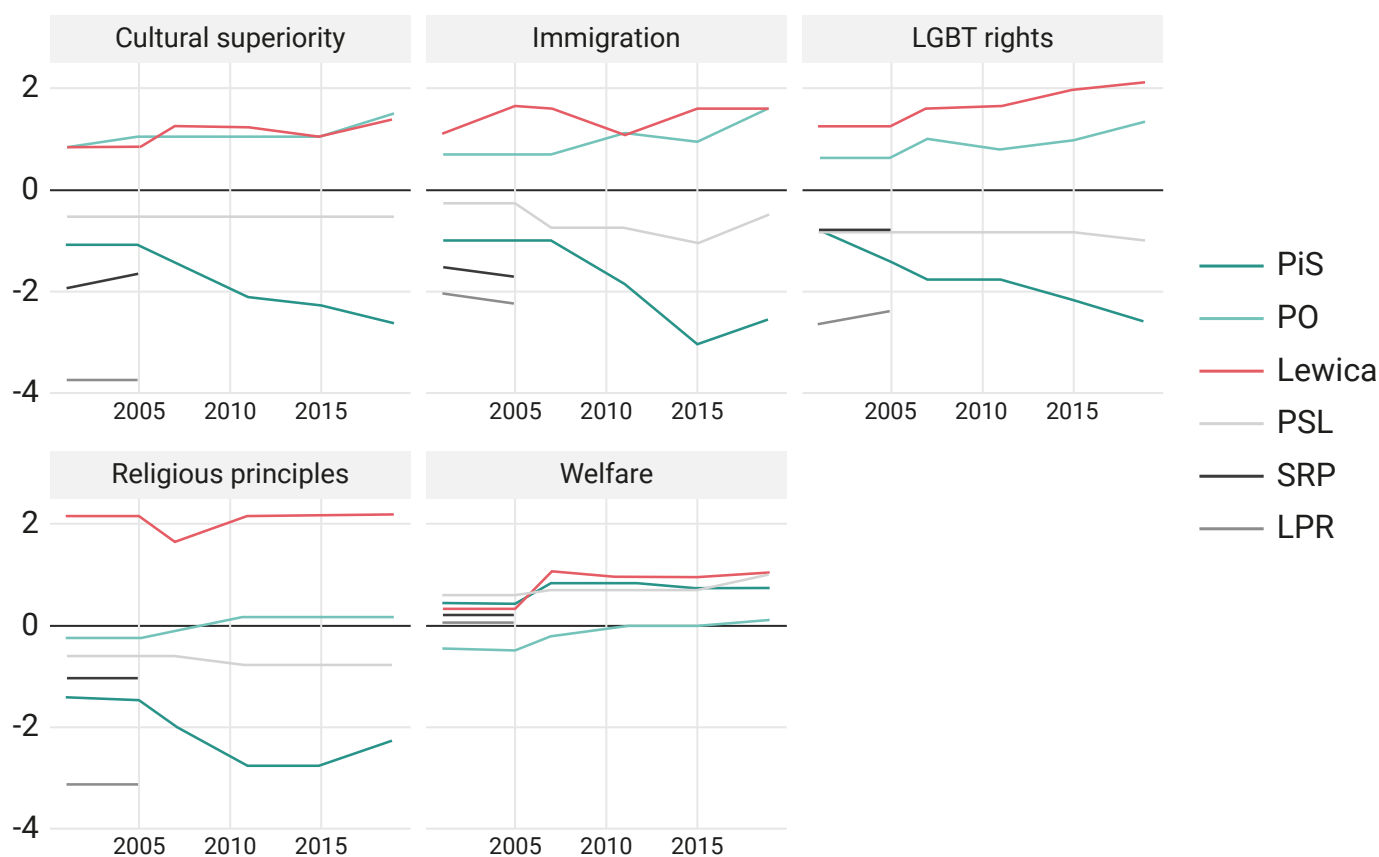 Cultural superiority
Immigration
LGBT rights
2
0
-2
-4
2005 2010 2015
2005 2010 2015
2005 2010 2015
PiS
PO
Lewica
PSL
SRP
LPR
Religious principles
Welfare
2
0
-2
-4
2005 2010 2015
2005 2010 2015